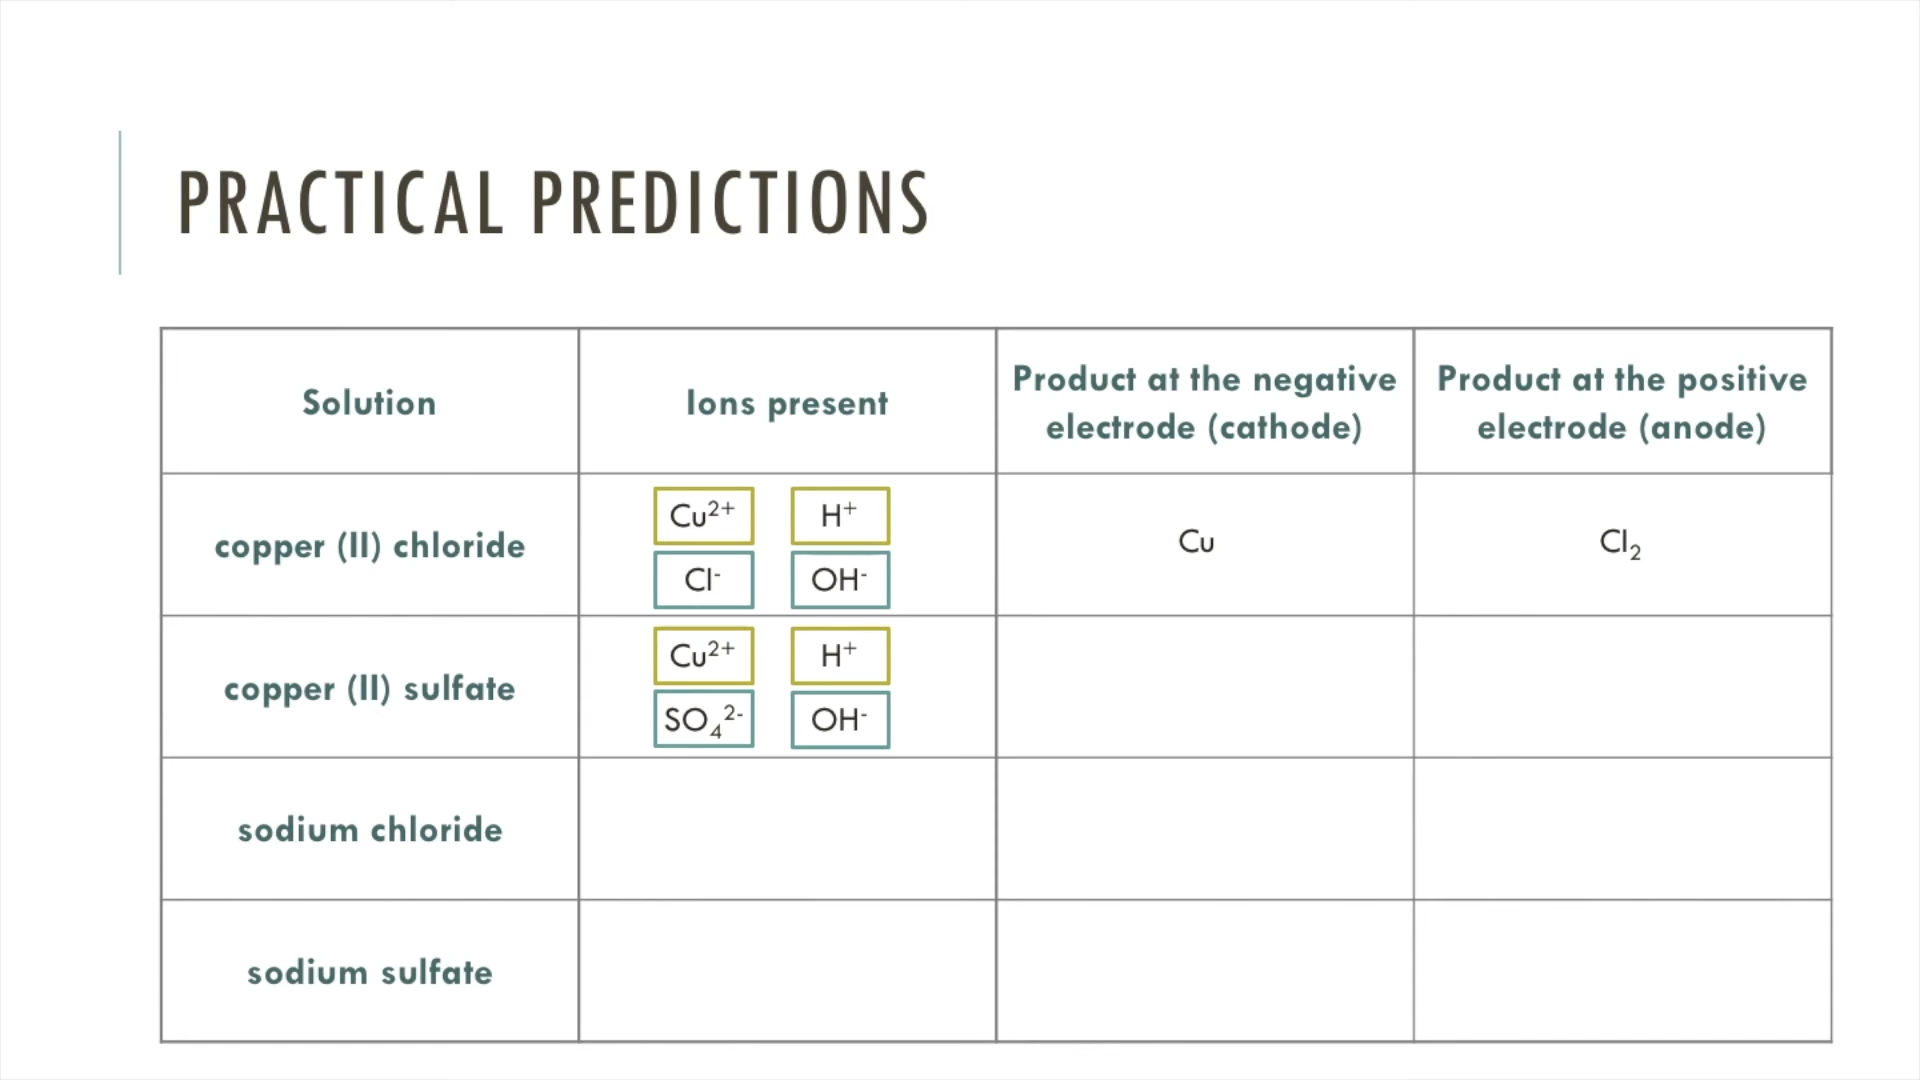 PRACTICAL PREDICTIONS
Solution
Ions present
Product at the negative
electrode (cathode)
Product at the positive
electrode (anode)
copper (II) chloride
Cu²⁺ H⁺
Cl⁻ OH⁻
Cu
Cl₂
copper (II) sulfate
Cu²⁺ H⁺
SO₄²⁻ OH⁻
sodium chloride
sodium sulfate